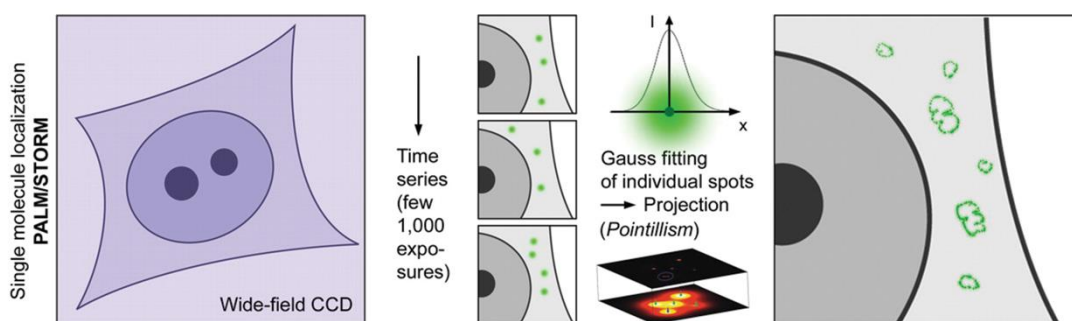 Single molecule localization
PALM/STORM
Wide-field CCD
Time
series
(few
1,000
expo-
sures)
I
x
Gauss fitting
of individual spots
Projection
(Pointillism)